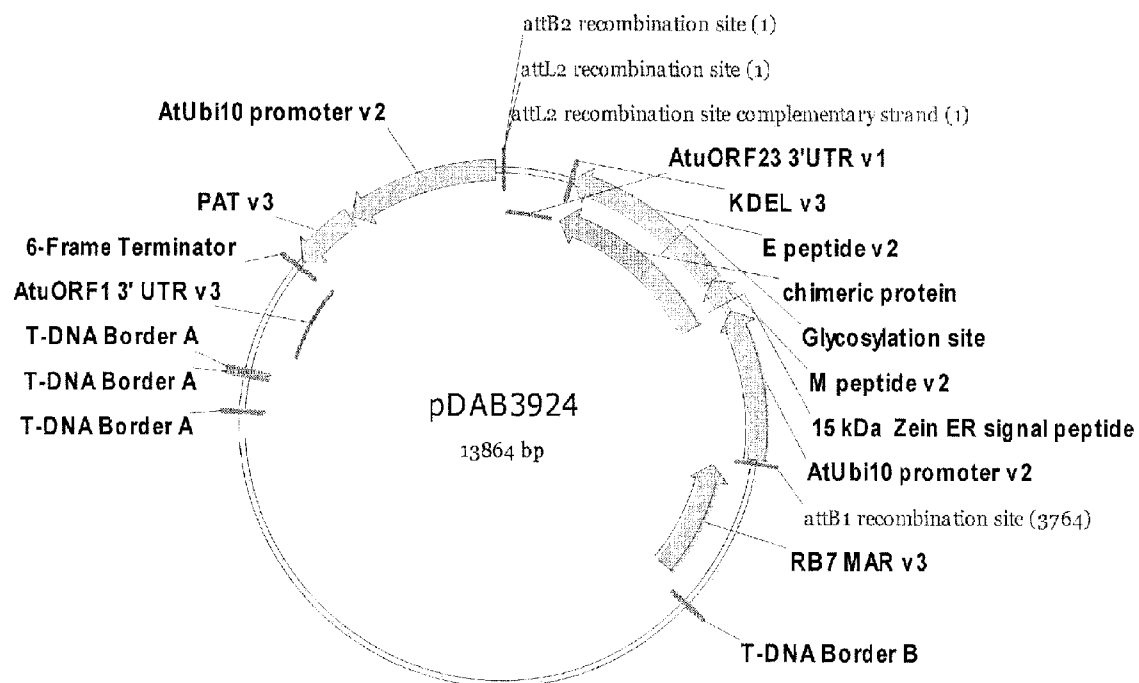 attB2 recombination site (1)
attL2 recombination site (1)
AtUbi10 promoter v2
attL2 recombination site complementary strand (1)
AtuORF23 3'UTR v1
PAT v3
KDEL v3
6-Frame Terminator
E peptide v2
AtuORF1 3' UTR v3
chimeric protein
T-DNA Border A
Glycosylation site
T-DNA Border A
M peptide v2
T-DNA Border A
pDAB3924
15 kDa Zein ER signal peptide
13864 bp
AtUbi10 promoter v2
attB1 recombination site (3764)
RB7 MAR v3
T-DNA Border B